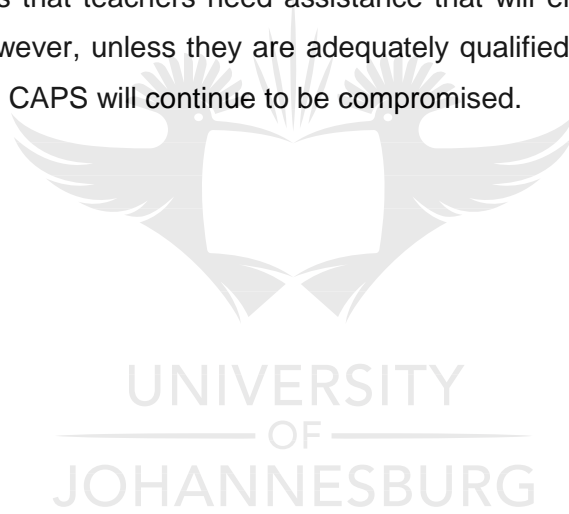 s that teachers need assistance that will e
wever, unless they are adequately qualified
CAPS will continue to be compromised.
UNIVERSITY
OF
JOHANNESBURG